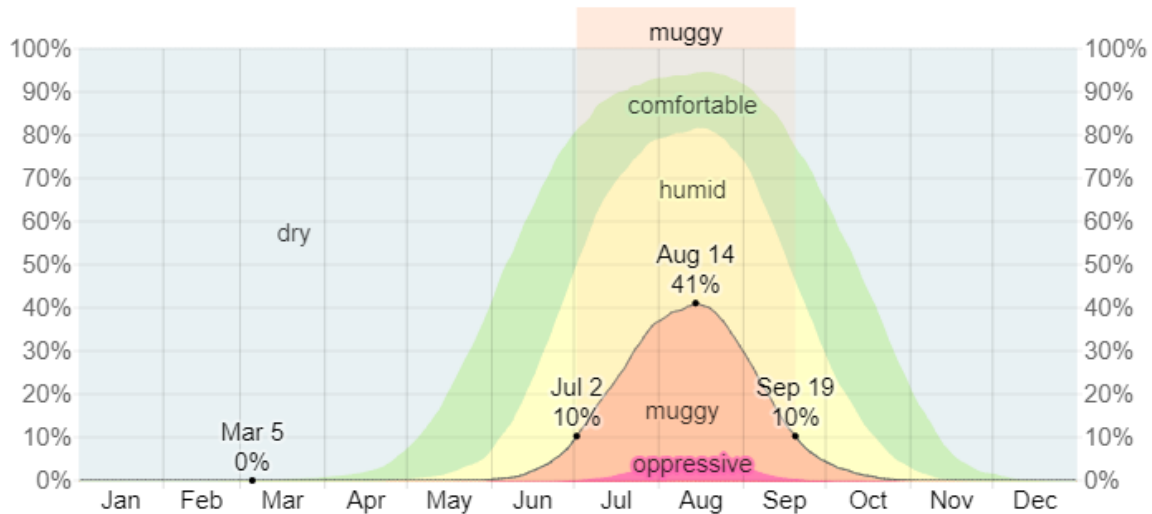 muggy
100%
100%
90%
comfortable
90%
80%
80%
70%
humid
70%
60%
60%
dry
50%
Aug 14
50%
41%
40%
40%
30%
30%
20%
Jul 2
Sep 19
20%
10%
muggy
10%
Mar 5
10%
10%
0%
oppressive
0%
0%
Jan Feb Mar Apr May Jun Jul Aug Sep Oct Nov Dec